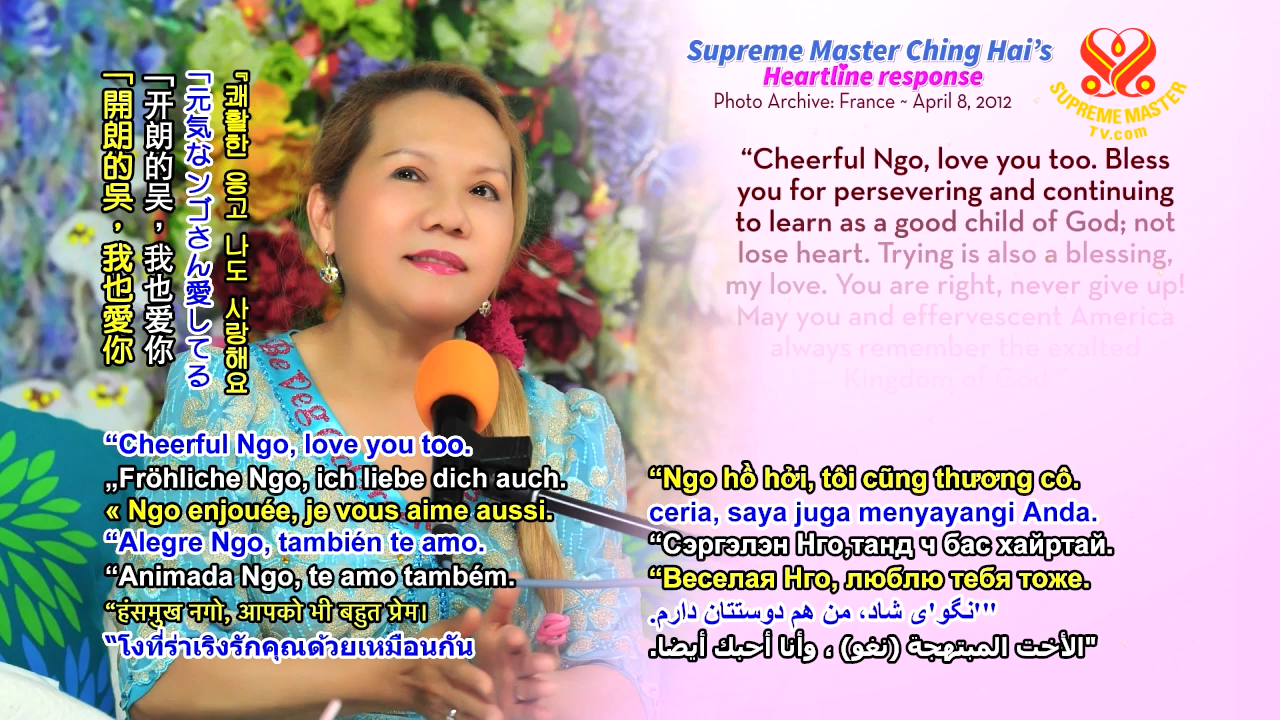 Supreme Master Ching Hai's
Heartline response
Photo Archive: France ~ April 8, 2012
SUPREME MASTER
TV.com
“Cheerful Ngo, love you too. Bless
you for persevering and continuing
to learn as a good child of God; not
lose heart. Trying is also a blessing,
my love. You are right, never give up!
May you and effervescent America
always remember the exalted
Kingdom of God.”
『쾌활한 응고 나도 사랑해요
「元気なンゴさん愛してる
「开朗的吴，我也爱你
「開朗的吳，我也愛你
“Cheerful Ngo, love you too.
„Fröhliche Ngo, ich liebe dich auch.
« Ngo enjouée, je vous aime aussi.
“Alegre Ngo, también te amo.
“Animada Ngo, te amo também.
“हंसमुख नगो, आपको भी बहुत प्रेम।
“โงที่ร่าเริงรักคุณด้วยเหมือนกัน
“Ngo hồ hởi, tôi cũng thương cô.
ceria, saya juga menyayangi Anda.
“Сэргэлэн Нго,танд ч бас хайртай.
“Веселая Нго, люблю тебя тоже.
"'نگو'ی شاد، من هم دوستتان دارم.
"الأخت المبتهجة (نغو) ، وأنا أحبك أيضا.